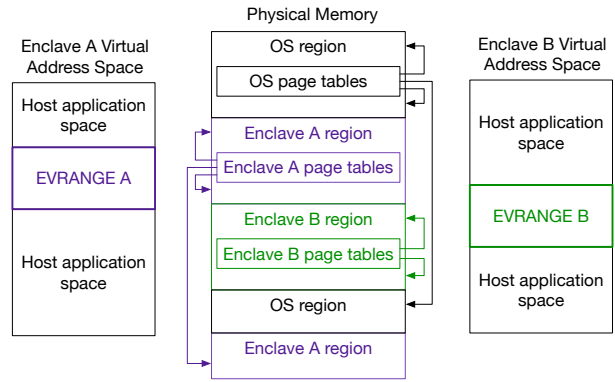 Enclave A Virtual
Address Space
Host application
space
EVRANGE A
Host application
space
Physical Memory
OS region
OS page tables
Enclave A region
Enclave A page tables
Enclave B region
Enclave B page tables
OS region
Enclave A region
Enclave B Virtual
Address Space
Host application
space
EVRANGE B
Host application
space